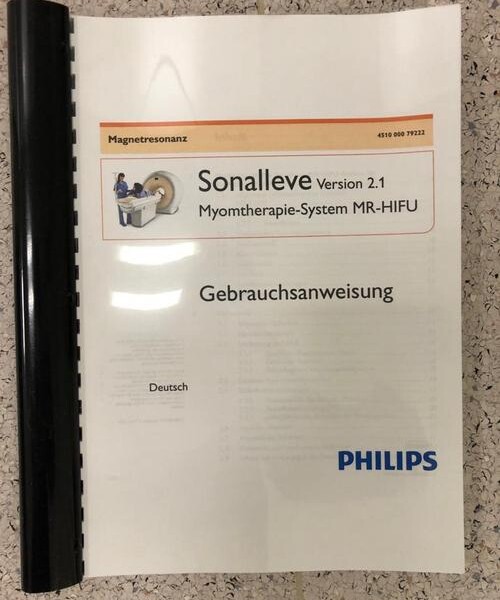 Magnetresonanz
4510 000 79222
Sonalleve Version 2.1
Myomtherapie-System MR-HIFU
Gebrauchsanweisung
Deutsch
PHILIPS